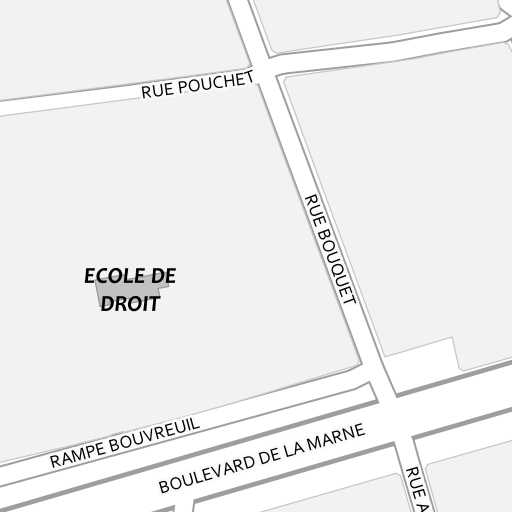 RUE POUCHET
RUE BOUQUET
ECOLE DE
DROIT
RAMPE BOUVREUIL
BOULEVARD DE LA MARNE
RUE A